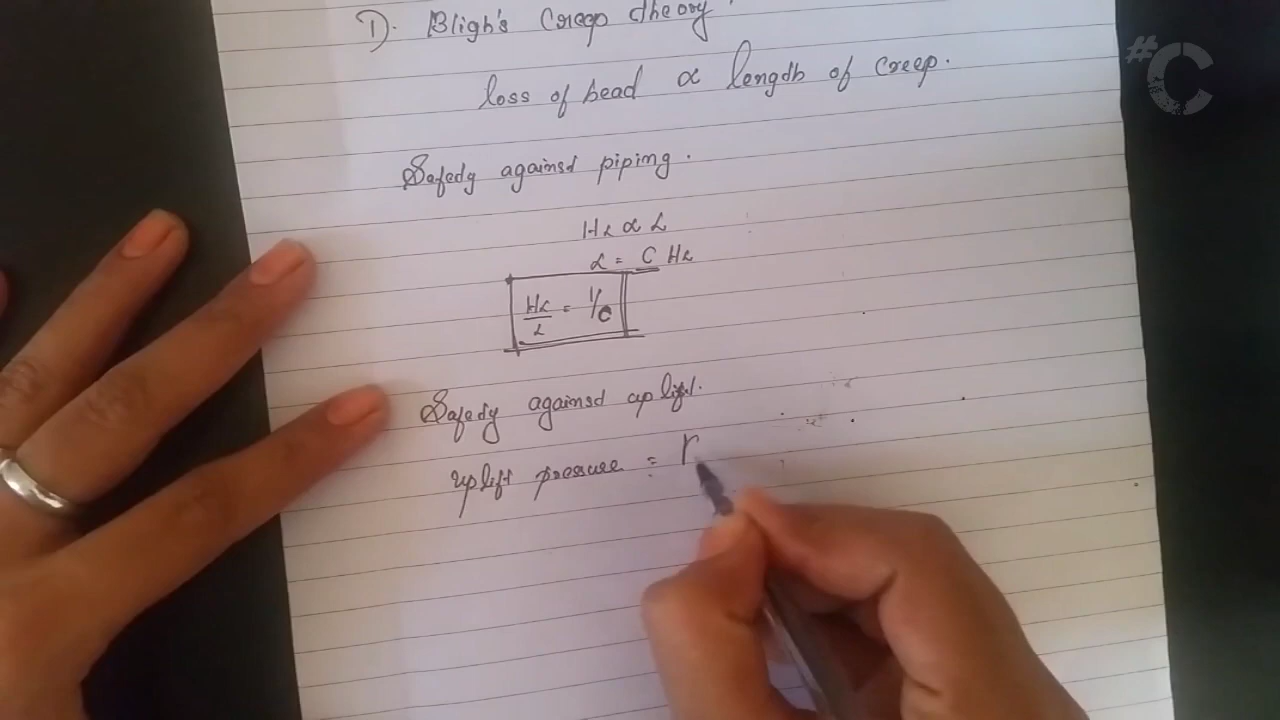 1). Bligh's Creep theory.
loss of head ∝ length of creep.
Safety against piping.
HL ∝ L
L = C HL
HL/L = 1/C
Safety against uplift.
uplift pressure = r
#C